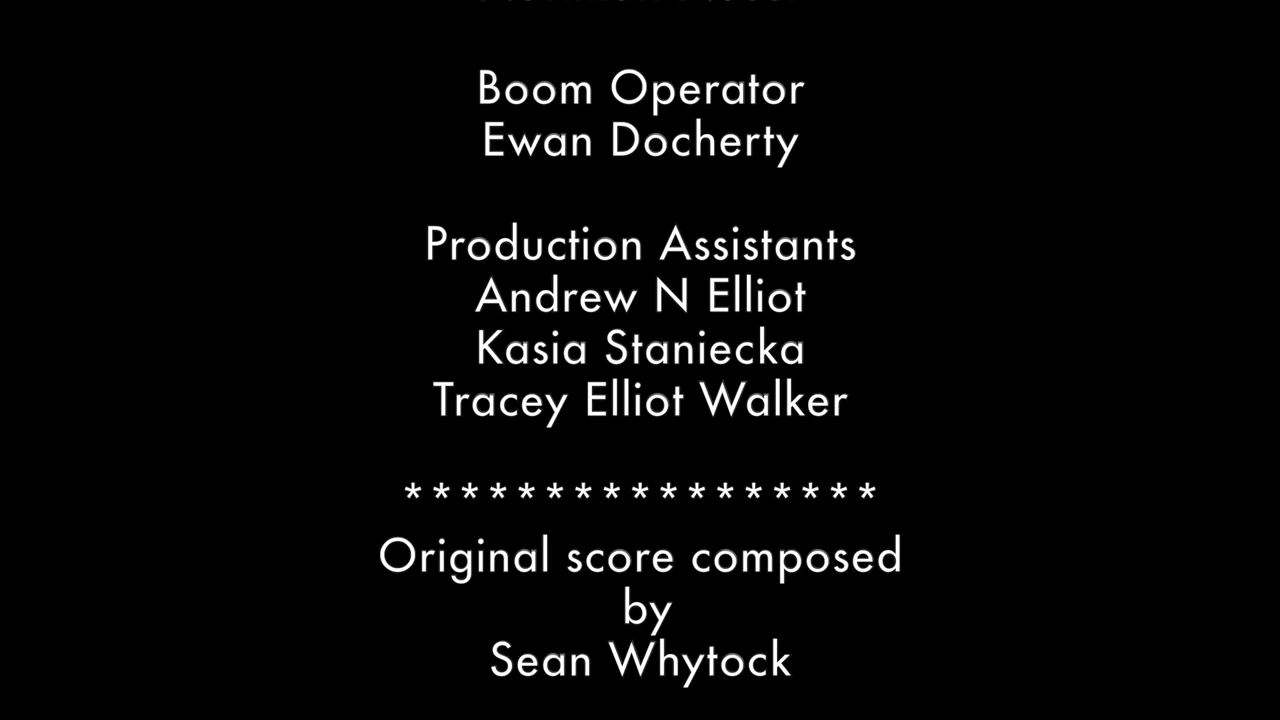 Boom Operator
Ewan Docherty
Production Assistants
Andrew N Elliot
Kasia Staniecka
Tracey Elliot Walker
* * * * * * * * * * * * * * * * *
Original score composed
by
Sean Whytock